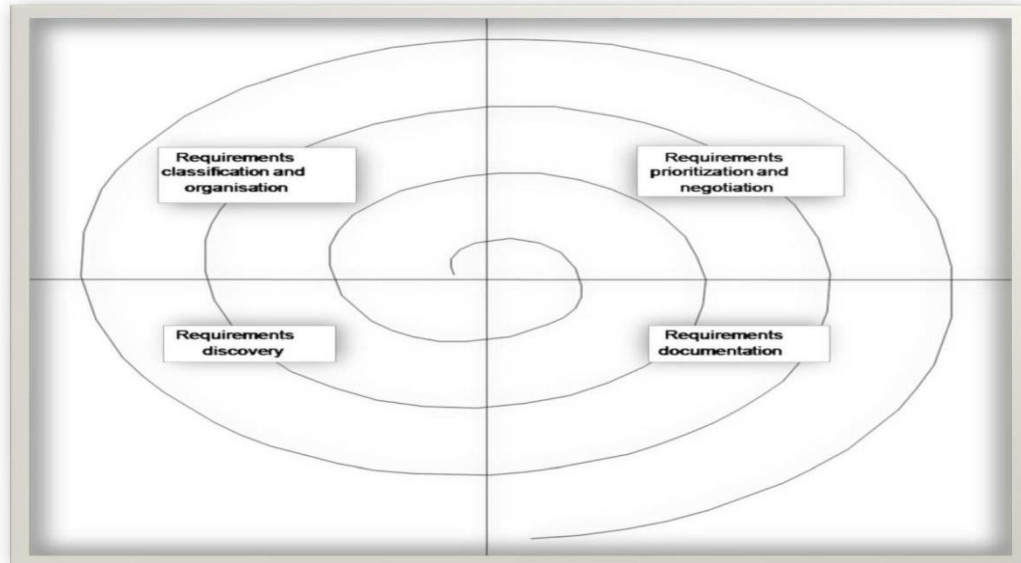 Requirements
classification and
organisation
Requirements
prioritization and
negotiation
Requirements
discovery
Requirements
documentation